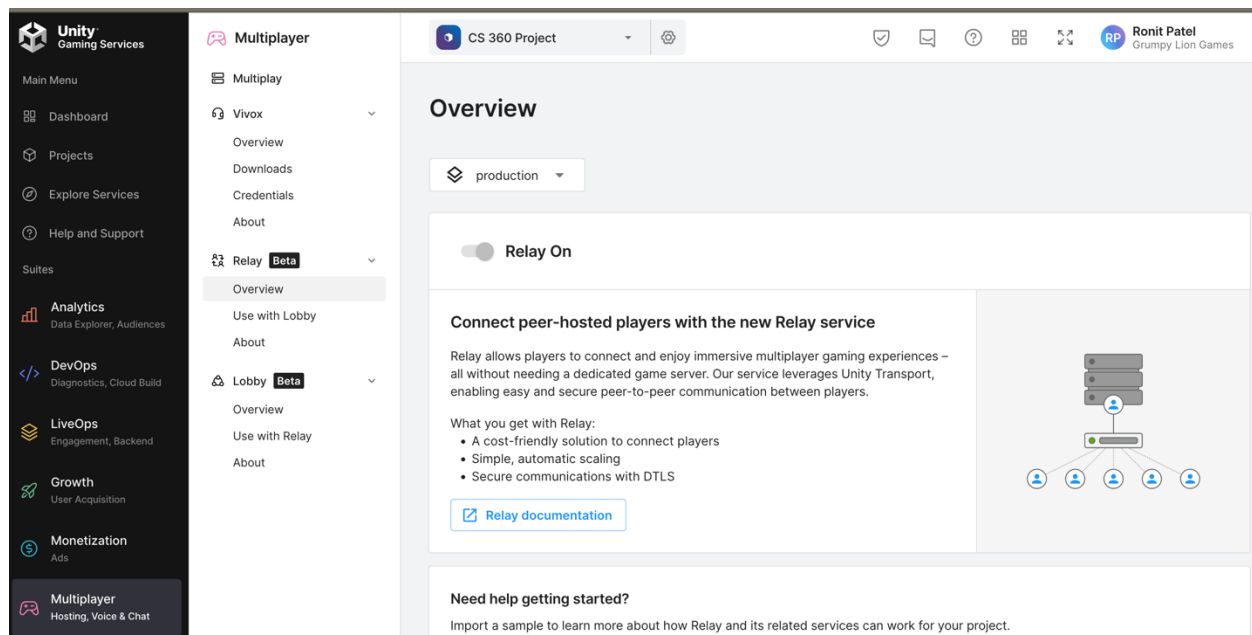 Unity
Gaming Services
Main Menu
Dashboard
Projects
Explore Services
Help and Support
Suites
Analytics
Data Explorer, Audiences
DevOps
Diagnostics, Cloud Build
LiveOps
Engagement, Backend
Growth
User Acquisition
Monetization
Ads
Multiplayer
Hosting, Voice & Chat
Multiplayer
Multiplay
Vivox
Overview
Downloads
Credentials
About
Relay Beta
Overview
Use with Lobby
About
Lobby Beta
Overview
Use with Relay
About
CS 360 Project
RP
Ronit Patel
Grumpy Lion Games
Overview
production
Relay On
Connect peer-hosted players with the new Relay service
Relay allows players to connect and enjoy immersive multiplayer gaming experiences –
all without needing a dedicated game server. Our service leverages Unity Transport,
enabling easy and secure peer-to-peer communication between players.
What you get with Relay:
• A cost-friendly solution to connect players
• Simple, automatic scaling
• Secure communications with DTLS
Relay documentation
Need help getting started?
Import a sample to learn more about how Relay and its related services can work for your project.